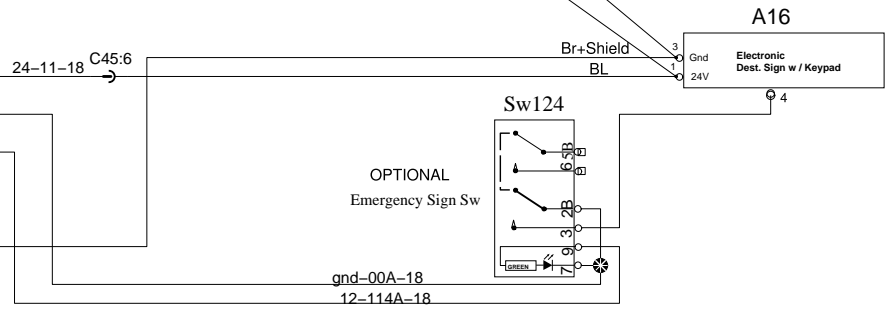 A16
Br+Shield
3
Gnd
Electronic
Dest. Sign w / Keypad
24−11−18
C45:6
BL
1
24V
4
Sw124
5B
6
OPTIONAL
Emergency Sign Sw
2B
3
9
GREEN
7
gnd−00A−18
12−114A−18